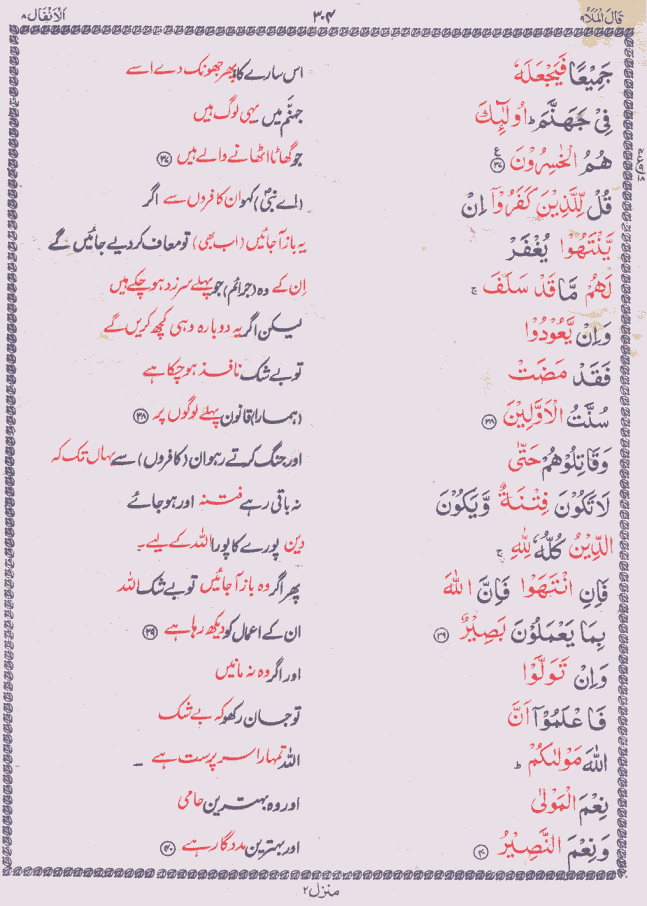 قَالَ الْمَلَاُ ۹ ۳۰۴ اَلْاَنْفَال ۸
جَمِيْعًا فَيَجْعَلَهٗ اس سارے کا، پھر جھونک دے اسے
فِيْ جَهَنَّمَ ؕ اُولٰٓئِكَ جہنّم میں یہی لوگ ہیں
هُمُ الْخٰسِرُوْنَ ﴿۳۷﴾ جو گھاٹا اٹھانے والے ہیں ﴿۳۷﴾
قُلْ لِّلَّذِيْنَ كَفَرُوْٓا اِنْ (اے نبیؐ) کہو ان کافروں سے اگر
يَّنْتَهُوْا يُغْفَرْ یہ باز آ جائیں (اب بھی) تو معاف کر دیے جائیں گے
لَهُمْ مَّا قَدْ سَلَفَ ۚ اِن کے وہ (جرائم) جو پہلے سرزد ہو چکے ہیں
وَاِنْ يَّعُوْدُوْا لیکن اگر یہ دوبارہ وہی کچھ کریں گے
فَقَدْ مَضَتْ تو بے شک نافذ ہو چکا ہے
سُنَّتُ الْاَوَّلِيْنَ ﴿۳۸﴾ (ہمارا) قانون پہلے لوگوں پر ﴿۳۸﴾
وَقَاتِلُوْهُمْ حَتّٰى اور جنگ کرتے رہو ان (کافروں) سے یہاں تک کہ
لَا تَكُوْنَ فِتْنَةٌ وَّيَكُوْنَ نہ باقی رہے فتنہ اور ہو جائے
الدِّيْنُ كُلُّهٗ لِلّٰهِ ۚ دین پورے کا پورا اللہ کے لیے۔
فَاِنِ انْتَهَوْا فَاِنَّ اللّٰهَ پھر اگر وہ باز آ جائیں تو بے شک اللہ
بِمَا يَعْمَلُوْنَ بَصِيْرٌ ﴿۳۹﴾ ان کے اعمال کو دیکھ رہا ہے ﴿۳۹﴾
وَاِنْ تَوَلَّوْا اور اگر وہ نہ مانیں
فَاعْلَمُوْٓا اَنَّ تو جان رکھو کہ بے شک
اللّٰهَ مَوْلٰىكُمْ ؕ اللہ تمہارا سرپرست ہے ۔
نِعْمَ الْمَوْلٰى اور وہ بہترین حامی
وَنِعْمَ النَّصِيْرُ ﴿۴۰﴾ اور بہترین مددگار ہے ﴿۴۰﴾
منزل ۲